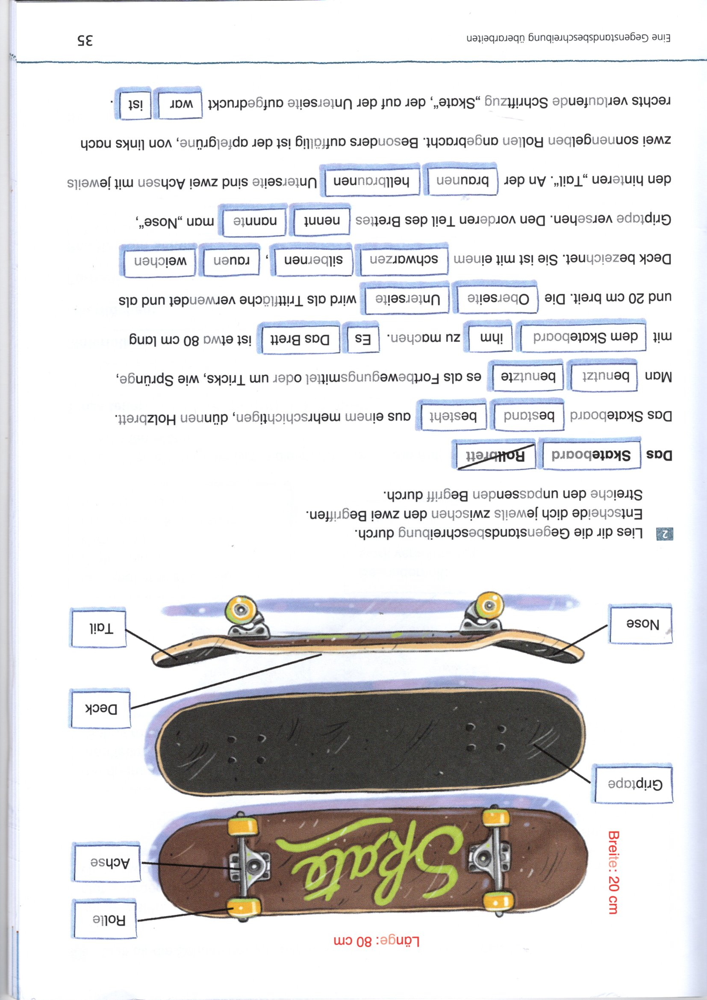 Länge: 80 cm
Breite: 20 cm
Rolle
Achse
Skate
Griptape
Deck
Nose
Tail
2 Lies dir die Gegenstandsbeschreibung durch.
Entscheide dich jeweils zwischen den zwei Begriffen.
Streiche den unpassenden Begriff durch.
Das Skateboard Rollbrett
Das Skateboard bestand besteht aus einem mehrschichtigen, dünnen Holzbrett.
Man benutzt benutzte es als Fortbewegungsmittel oder um Tricks, wie Sprünge,
mit dem Skateboard ihm zu machen. Es Das Brett ist etwa 80 cm lang
und 20 cm breit. Die Oberseite Unterseite wird als Trittfläche verwendet und als
Deck bezeichnet. Sie ist mit einem schwarzen silbernen , rauen weichen
Griptape versehen. Den vorderen Teil des Brettes nennt nannte man „Nose“,
den hinteren „Tail“. An der braunen hellbraunen Unterseite sind zwei Achsen mit jeweils
zwei sonnengelben Rollen angebracht. Besonders auffällig ist der apfelgrüne, von links nach
rechts verlaufende Schriftzug „Skate“, der auf der Unterseite aufgedruckt war ist .
Eine Gegenstandsbeschreibung überarbeiten
35